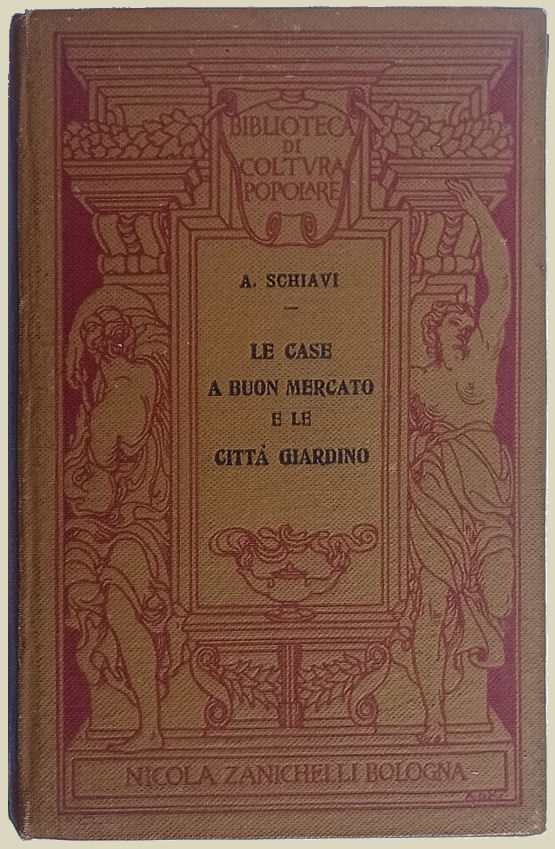 BIBLIOTECA
DI
COLTVRA
POPOLARE
A. SCHIAVI
LE CASE
A BUON MERCATO
E LE
CITTÀ GIARDINO
NICOLA ZANICHELLI BOLOGNA